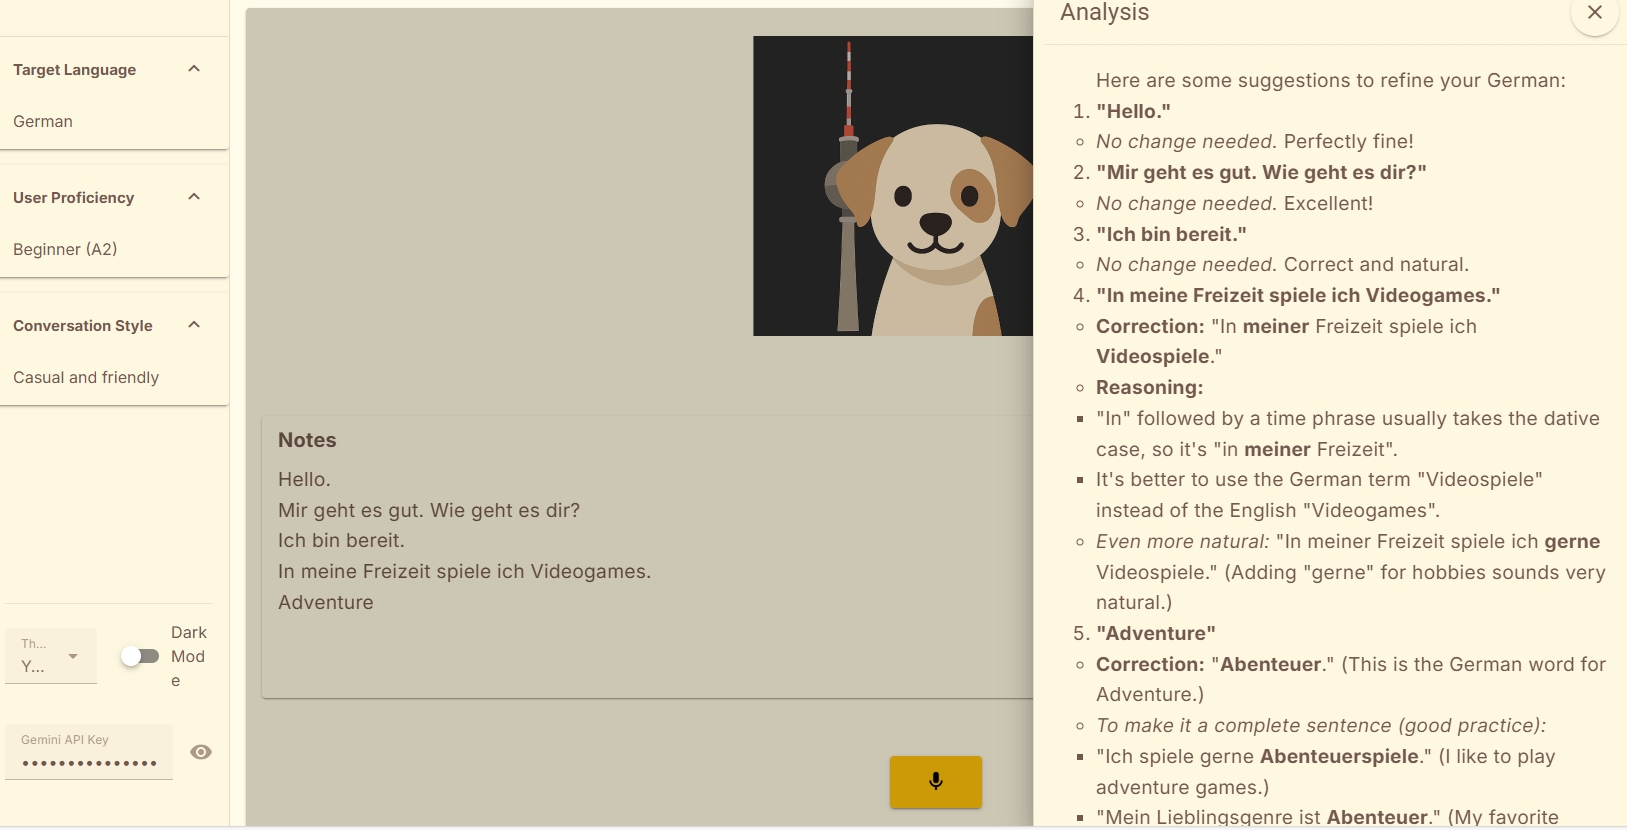 Target Language
German
User Proficiency
Beginner (A2)
Conversation Style
Casual and friendly
Th...
Y...
Dark
Mod
e
Gemini API Key
•••••••••••••••
Notes
Hello.
Mir geht es gut. Wie geht es dir?
Ich bin bereit.
In meine Freizeit spiele ich Videogames.
Adventure
Analysis
Here are some suggestions to refine your German:
1. "Hello."
No change needed. Perfectly fine!
2. "Mir geht es gut. Wie geht es dir?"
No change needed. Excellent!
3. "Ich bin bereit."
No change needed. Correct and natural.
4. "In meine Freizeit spiele ich Videogames."
Correction: "In meiner Freizeit spiele ich
Videospiele."
Reasoning:
"In" followed by a time phrase usually takes the dative
case, so it's "in meiner Freizeit".
It's better to use the German term "Videospiele"
instead of the English "Videogames".
Even more natural: "In meiner Freizeit spiele ich gerne
Videospiele." (Adding "gerne" for hobbies sounds very
natural.)
5. "Adventure"
Correction: "Abenteuer." (This is the German word for
Adventure.)
To make it a complete sentence (good practice):
"Ich spiele gerne Abenteuerspiele." (I like to play
adventure games.)
"Mein Lieblingsgenre ist Abenteuer." (My favorite